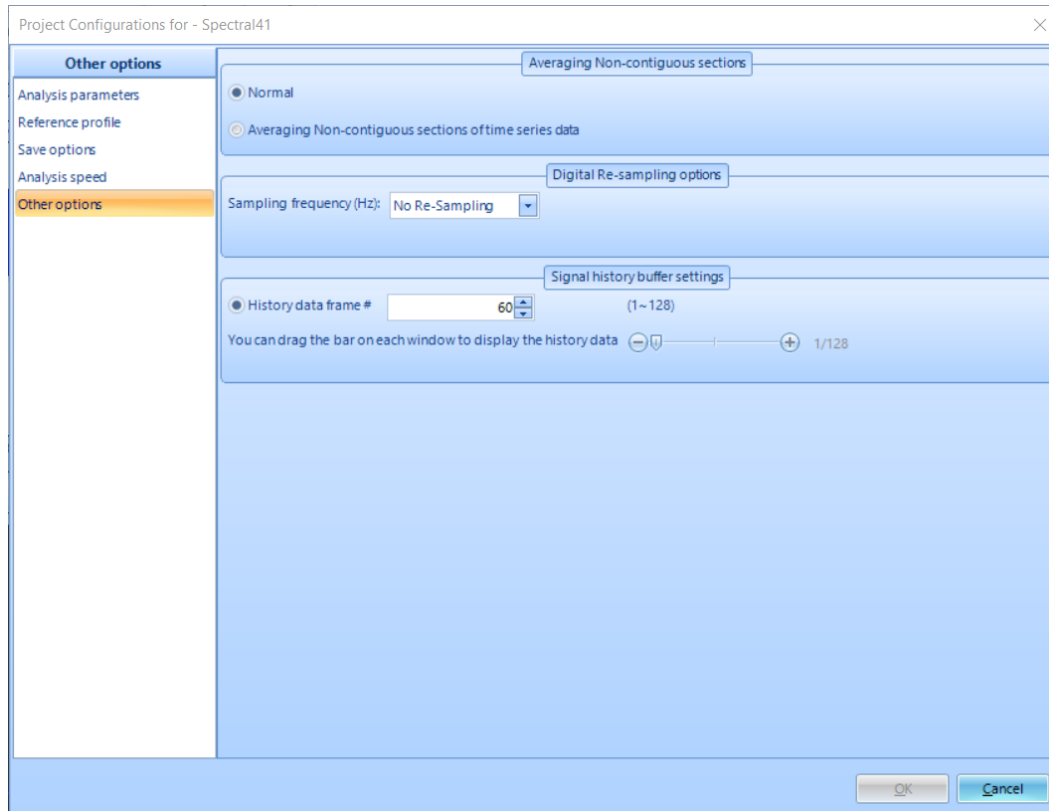 Project Configurations for - Spectral41
Other options
Analysis parameters
Reference profile
Save options
Analysis speed
Other options
Averaging Non-contiguous sections
Normal
Averaging Non-contiguous sections of time series data
Digital Re-sampling options
Sampling frequency (Hz): No Re-Sampling
Signal history buffer settings
History data frame # 60 (1~128)
You can drag the bar on each window to display the history data 1/128
OK Cancel